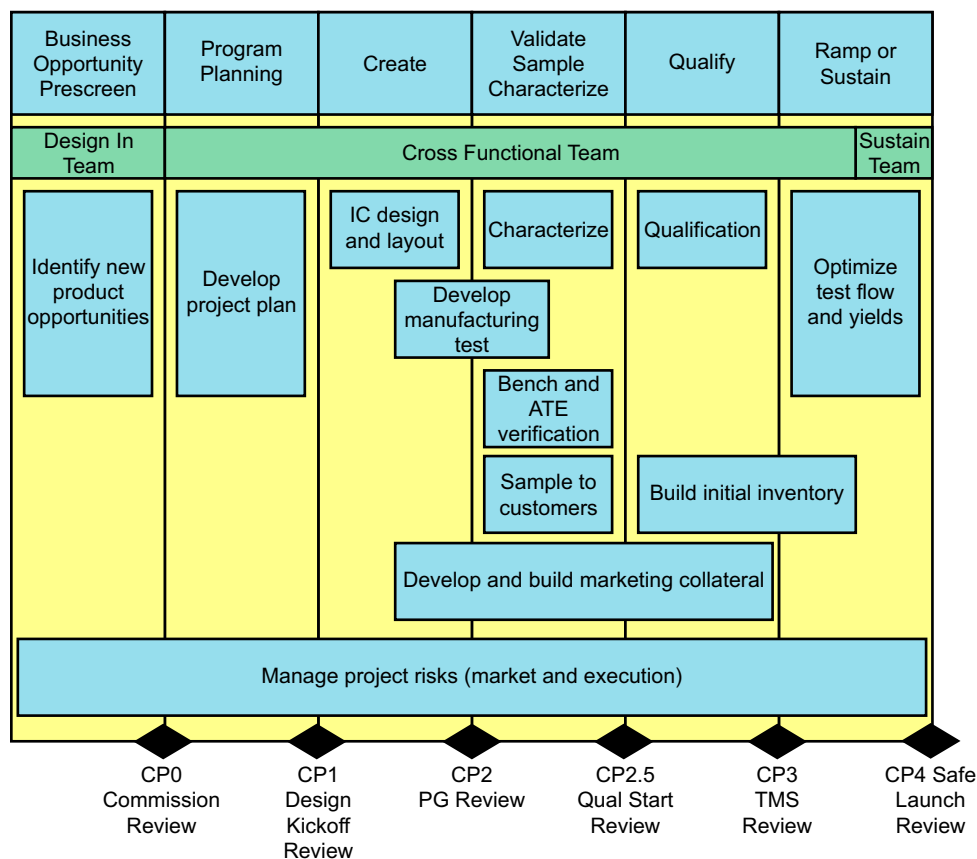 Business
Opportunity
Prescreen
Program
Planning
Create
Validate
Sample
Characterize
Qualify
Ramp or
Sustain
Design In
Team
Cross Functional Team
Sustain
Team
Identify new
product
opportunities
Develop
project plan
IC design
and layout
Characterize
Qualification
Optimize
test flow
and yields
Develop
manufacturing
test
Bench and
ATE
verification
Sample to
customers
Build initial inventory
Develop and build marketing collateral
Manage project risks (market and execution)
CP0
Commission
Review
CP1
Design
Kickoff
Review
CP2
PG Review
CP2.5
Qual Start
Review
CP3
TMS
Review
CP4 Safe
Launch
Review